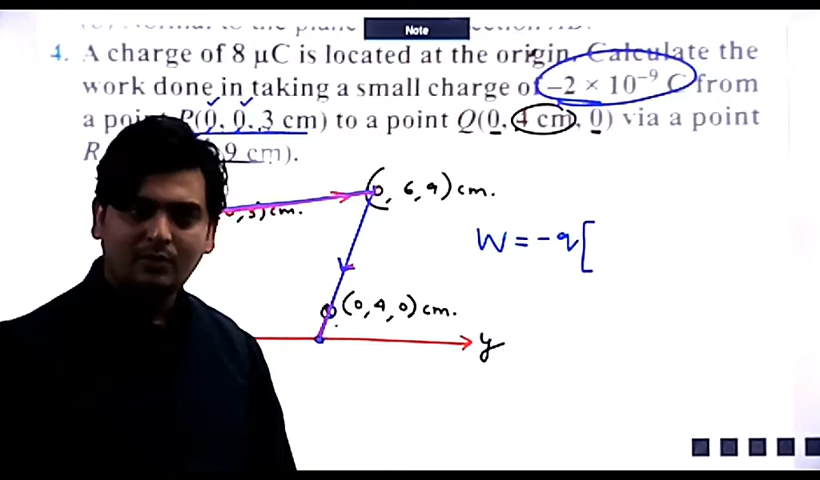 Note
4. A charge of 8 μC is located at the origin. Calculate the
work done in taking a small charge of −2 × 10⁻⁹ C from
a point P(0, 0, 3 cm) to a point Q(0, 4 cm, 0) via a point
R 9 cm).
(0, 6, 9) cm.
,3) cm.
W = -q[
Q (0, 4, 0) cm.
y